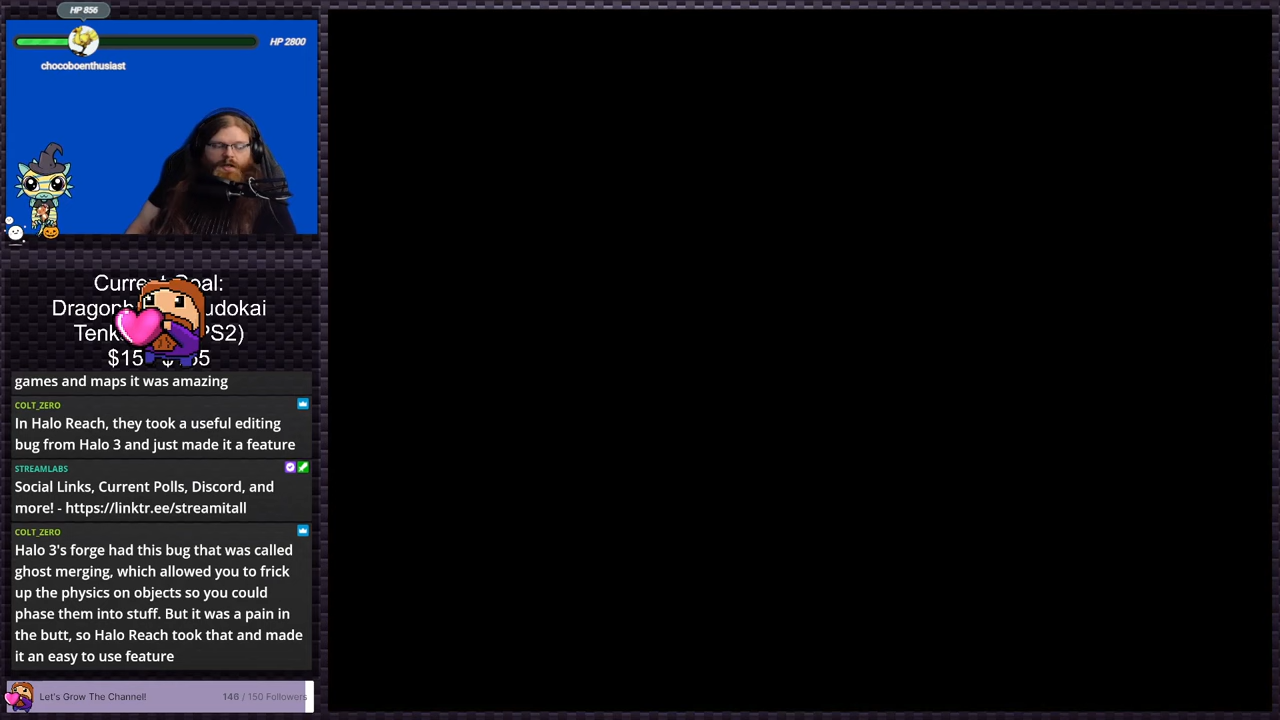 HP 856
HP 2800
chocoboenthusiast
Current Goal:
Tenk
PS2)
games and maps it was amazing
COLT_ZERO
In Halo Reach, they took a useful editing
bug from Halo 3 and just made it a feature
STREAMLABS
Social Links, Current Polls, Discord, and
more! - https://linktr.ee/streamitall
COLT_ZERO
Halo 3's forge had this bug that was called
ghost merging, which allowed you to frick
up the physics on objects so you could
phase them into stuff. But it was a pain in
the butt, so Halo Reach took that and made
it an easy to use feature
Let's Grow The Channel!
146 / 150 Followers